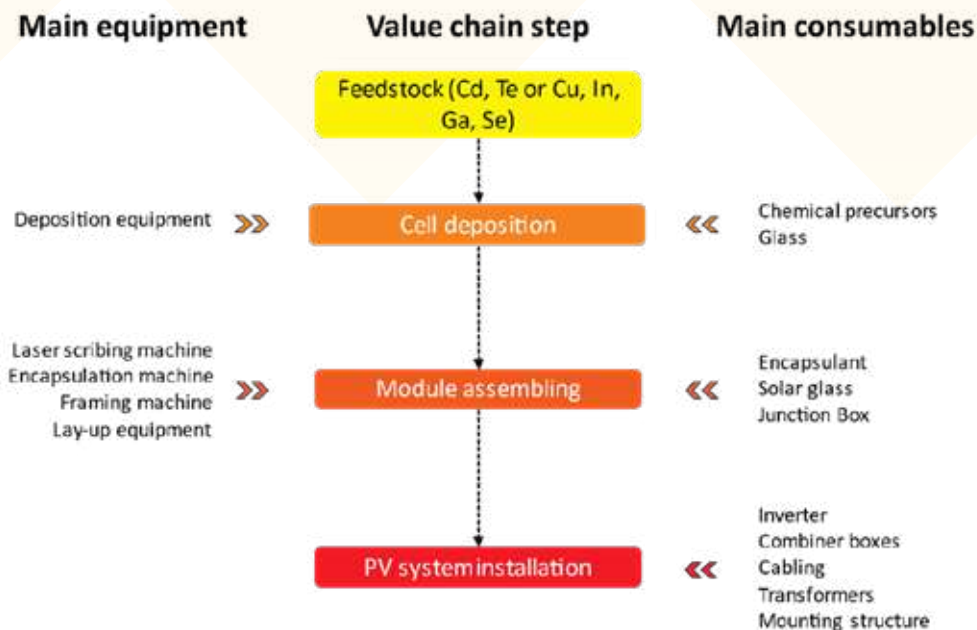 Main equipment
Value chain step
Main consumables
Feedstock (Cd, Te or Cu, In,
Ga, Se)
Deposition equipment
Cell deposition
Chemical precursors
Glass
Laser scribing machine
Encapsulation machine
Framing machine
Lay-up equipment
Module assembling
Encapsulant
Solar glass
Junction Box
PV system installation
Inverter
Combiner boxes
Cabling
Transformers
Mounting structure